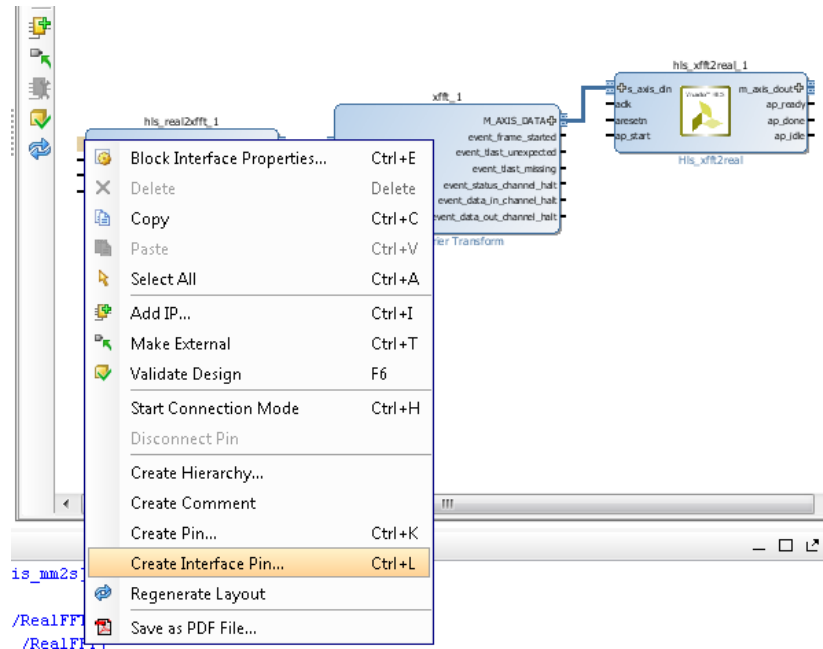 hls_xfft2real_1
s_axis_din
m_axis_dout
aclk
ap_ready
aresetn
ap_done
ap_start
ap_idle
Hls_xfft2real
xfft_1
M_AXIS_DATA
event_frame_started
event_tlast_unexpected
event_tlast_missing
event_status_channel_halt
event_data_in_channel_halt
event_data_out_channel_halt
rier Transform
hls_real2xfft_1
Block Interface Properties... Ctrl+E
Delete Delete
Copy Ctrl+C
Paste Ctrl+V
Select All Ctrl+A
Add IP... Ctrl+I
Make External Ctrl+T
Validate Design F6
Start Connection Mode Ctrl+H
Disconnect Pin
Create Hierarchy...
Create Comment
Create Pin... Ctrl+K
Create Interface Pin... Ctrl+L
Regenerate Layout
Save as PDF File...
is_mm2s
/RealFFT
/RealFFT